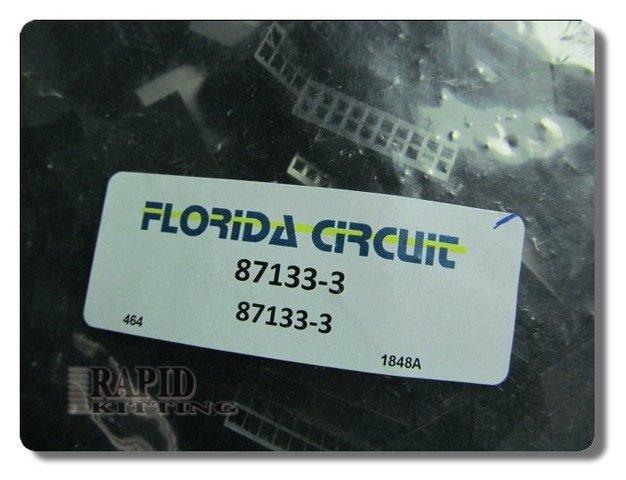 FLORIDA CIRCUIT
87133-3
87133-3
464
1848A
RAPID
KITTING